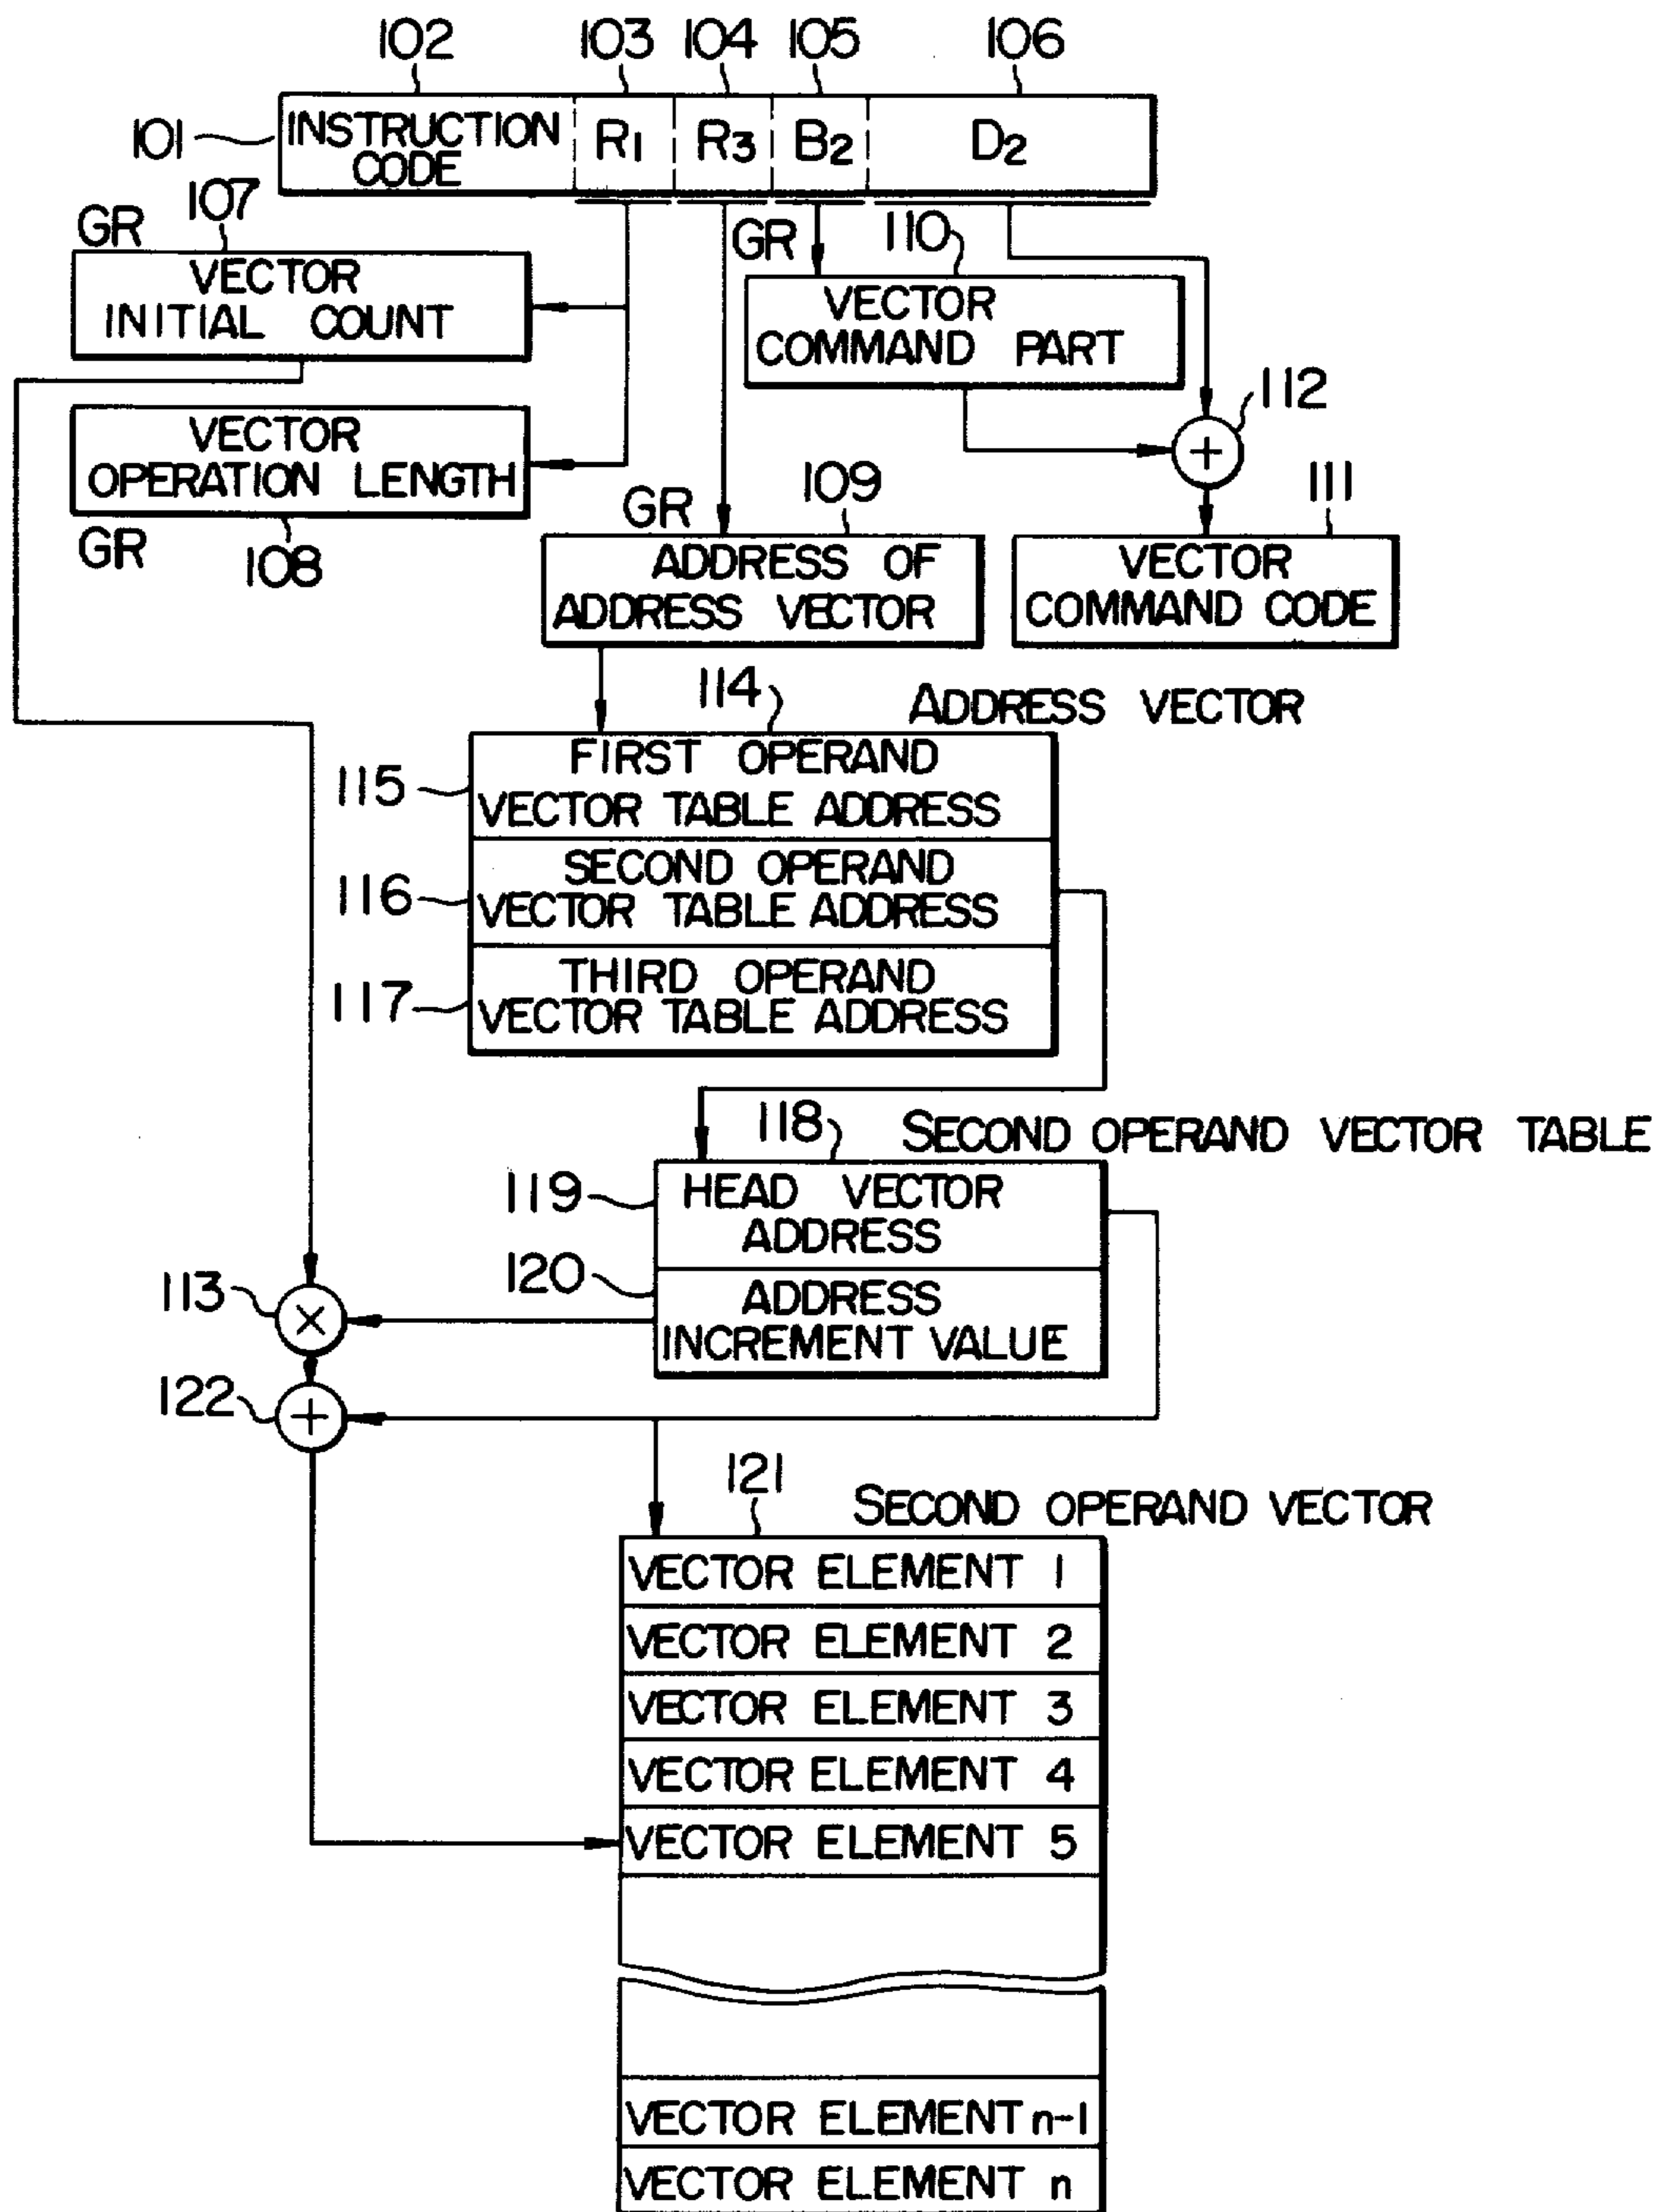 102 103 104 105 106
101
INSTRUCTION
CODE
R1 R3 B2 D2
GR 107
VECTOR
INITIAL COUNT
GR 110
VECTOR
COMMAND PART
112
+
VECTOR
OPERATION LENGTH
GR 108
GR 109
ADDRESS OF
ADDRESS VECTOR
111
VECTOR
COMMAND CODE
114 ADDRESS VECTOR
115
FIRST OPERAND
VECTOR TABLE ADDRESS
116
SECOND OPERAND
VECTOR TABLE ADDRESS
117
THIRD OPERAND
VECTOR TABLE ADDRESS
118 SECOND OPERAND VECTOR TABLE
119
HEAD VECTOR
ADDRESS
120
ADDRESS
INCREMENT VALUE
113 ×
122 +
121 SECOND OPERAND VECTOR
VECTOR ELEMENT 1
VECTOR ELEMENT 2
VECTOR ELEMENT 3
VECTOR ELEMENT 4
VECTOR ELEMENT 5
VECTOR ELEMENT n-1
VECTOR ELEMENT n